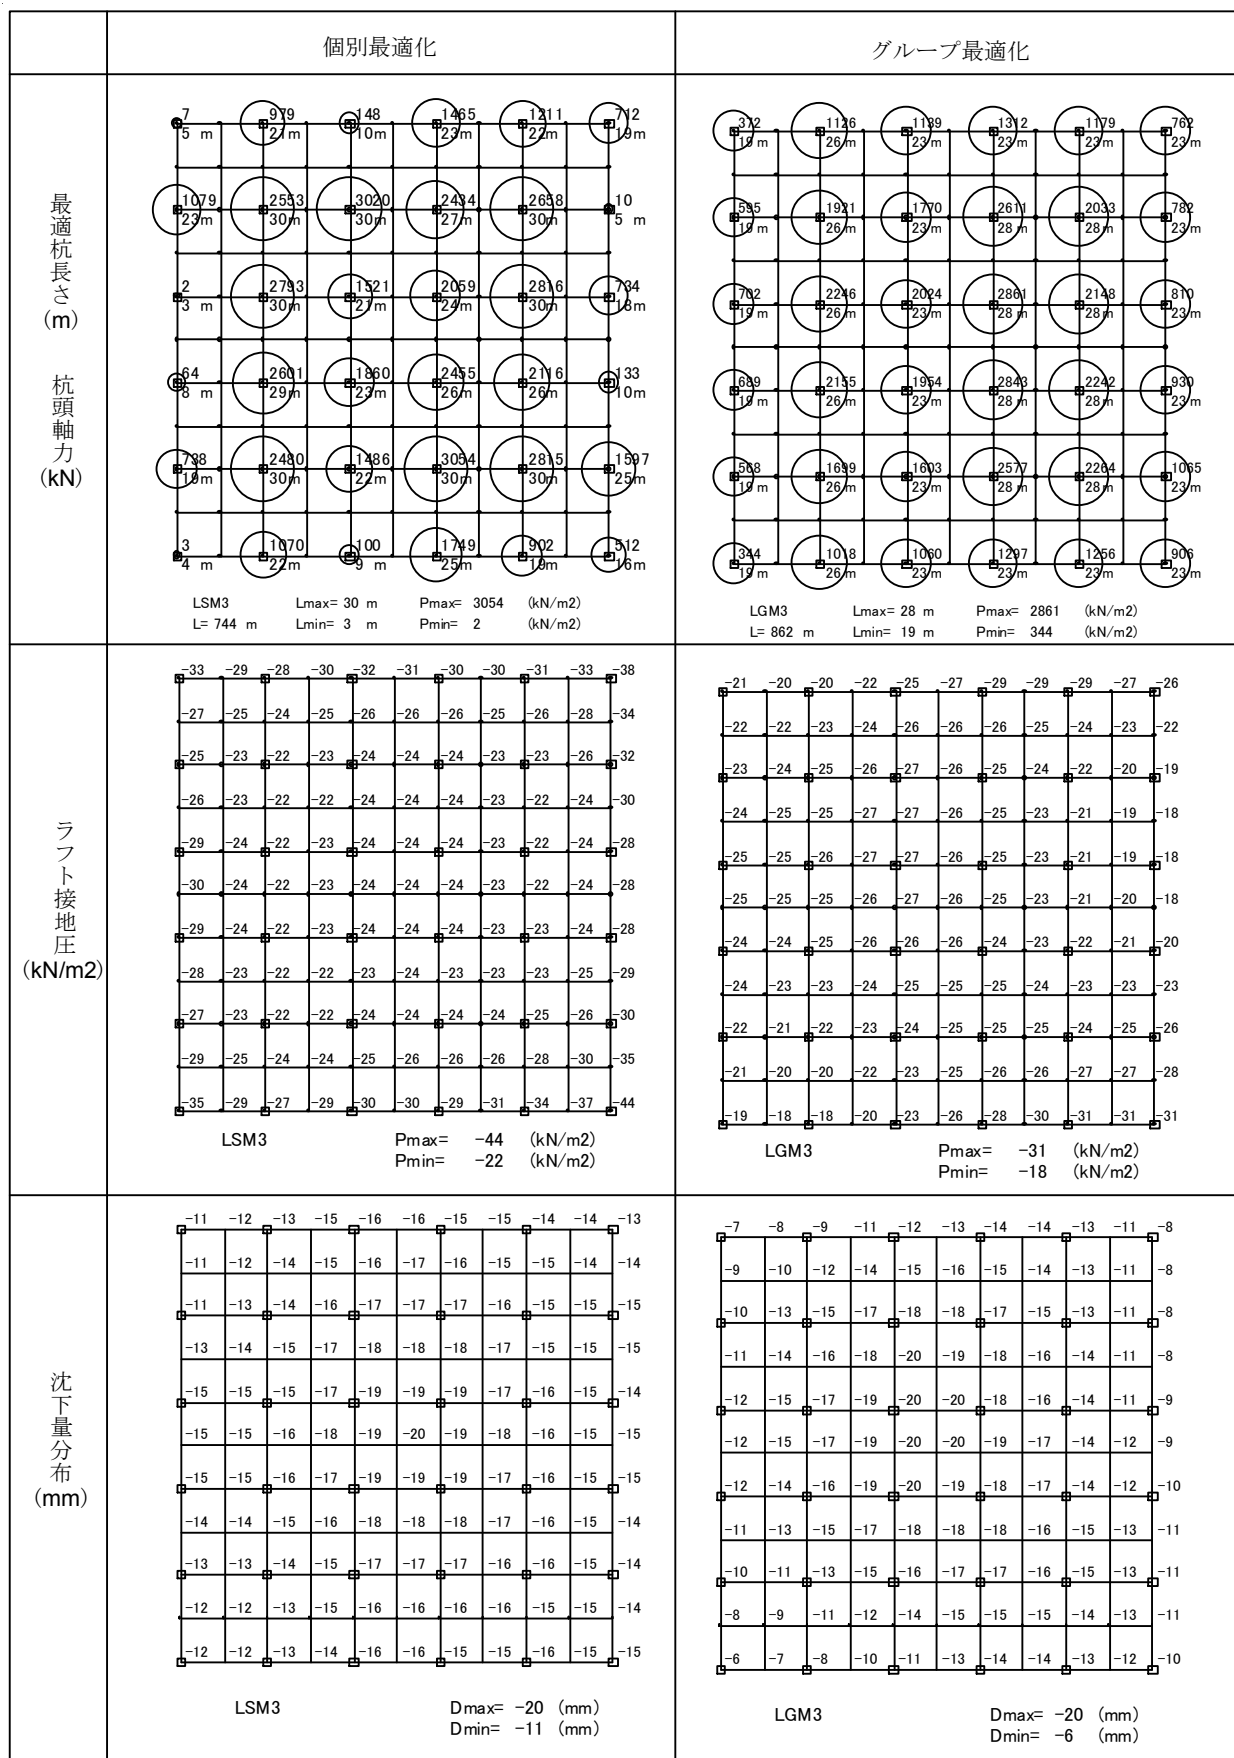 個別最適化
グループ最適化
最適杭長さ(m) 杭頭軸力(kN)
7 979 148 1465 1211 712
5 m 21m 10m 23m 22m 19m
1079 2553 3020 2434 2658 10
23m 30m 30m 27m 30m 5 m
2 2793 1521 2059 2816 734
3 m 30m 21m 24m 30m 18m
64 2601 1860 2455 2116 133
8 m 29m 23m 26m 26m 10m
738 2480 1486 3054 2815 1597
19m 30m 22m 30m 30m 25m
3 1070 100 1749 902 512
4 m 22m 9 m 25m 19m 16m
LSM3 Lmax= 30 m Pmax= 3054 (kN/m2)
L= 744 m Lmin= 3 m Pmin= 2 (kN/m2)
372 1126 1139 1312 1179 762
19 m 26 m 23 m 23 m 23 m 23 m
595 1921 1770 2611 2033 782
19 m 26 m 23 m 28 m 28 m 23 m
702 2246 2024 2861 2148 810
19 m 26 m 23 m 28 m 28 m 23 m
689 2155 1954 2843 2242 930
19 m 26 m 23 m 28 m 28 m 23 m
568 1699 1603 2577 2264 1065
19 m 26 m 23 m 28 m 28 m 23 m
344 1018 1060 1297 1256 906
19 m 26 m 23 m 23 m 23 m 23 m
LGM3 Lmax= 28 m Pmax= 2861 (kN/m2)
L= 862 m Lmin= 19 m Pmin= 344 (kN/m2)
ラフト接地圧(kN/m2)
-33 -29 -28 -30 -32 -31 -30 -30 -31 -33 -38
-27 -25 -24 -25 -26 -26 -26 -25 -26 -28 -34
-25 -23 -22 -23 -24 -24 -24 -23 -23 -26 -32
-26 -23 -22 -22 -24 -24 -24 -23 -22 -24 -30
-29 -24 -22 -23 -24 -24 -24 -23 -22 -24 -28
-30 -24 -22 -23 -24 -24 -23 -23 -22 -24 -28
-29 -24 -22 -23 -24 -24 -24 -23 -23 -24 -28
-28 -23 -22 -22 -23 -24 -23 -23 -23 -25 -29
-27 -23 -22 -22 -24 -24 -24 -24 -25 -26 -30
-29 -25 -24 -24 -25 -26 -26 -26 -28 -30 -35
-35 -29 -27 -29 -30 -30 -29 -31 -34 -37 -44
LSM3 Pmax= -44 (kN/m2)
Pmin= -22 (kN/m2)
-21 -20 -20 -22 -25 -27 -29 -29 -29 -27 -26
-22 -22 -23 -24 -26 -26 -26 -25 -24 -23 -22
-23 -24 -25 -26 -27 -26 -25 -24 -22 -20 -19
-24 -25 -25 -27 -27 -26 -25 -23 -21 -19 -18
-25 -25 -26 -27 -27 -26 -25 -23 -21 -19 -18
-25 -25 -25 -26 -27 -26 -25 -23 -21 -20 -18
-24 -24 -25 -26 -26 -26 -24 -23 -22 -21 -20
-24 -23 -23 -24 -25 -25 -25 -24 -23 -23 -23
-22 -21 -22 -23 -24 -25 -25 -25 -24 -25 -26
-21 -20 -20 -22 -23 -25 -26 -26 -27 -27 -28
-19 -18 -18 -20 -23 -26 -28 -30 -31 -31 -31
LGM3 Pmax= -31 (kN/m2)
Pmin= -18 (kN/m2)
沈下量分布(mm)
-11 -12 -13 -15 -16 -16 -15 -15 -14 -14 -13
-11 -12 -14 -15 -16 -17 -16 -15 -15 -14 -14
-11 -13 -14 -16 -17 -17 -17 -16 -15 -15 -15
-13 -14 -15 -17 -18 -18 -18 -17 -15 -15 -15
-15 -15 -15 -17 -19 -19 -19 -17 -16 -15 -14
-15 -15 -16 -18 -19 -20 -19 -18 -16 -15 -15
-15 -15 -16 -17 -19 -19 -19 -17 -16 -15 -15
-14 -14 -15 -16 -18 -18 -18 -17 -16 -15 -14
-13 -13 -14 -15 -17 -17 -17 -16 -16 -15 -14
-12 -12 -13 -15 -16 -16 -16 -16 -15 -15 -14
-12 -12 -13 -14 -16 -16 -15 -15 -15 -15 -15
LSM3 Dmax= -20 (mm)
Dmin= -11 (mm)
-7 -8 -9 -11 -12 -13 -14 -14 -13 -11 -8
-9 -10 -12 -14 -15 -16 -15 -14 -13 -11 -8
-10 -13 -15 -17 -18 -18 -17 -15 -13 -11 -8
-11 -14 -16 -18 -20 -19 -18 -16 -14 -11 -8
-12 -15 -17 -19 -20 -20 -18 -16 -14 -11 -9
-12 -15 -17 -19 -20 -20 -19 -17 -14 -12 -9
-12 -14 -16 -19 -20 -19 -18 -17 -14 -12 -10
-11 -13 -15 -17 -18 -18 -18 -16 -15 -13 -11
-10 -11 -13 -15 -16 -17 -17 -16 -15 -13 -11
-8 -9 -11 -12 -14 -15 -15 -15 -14 -13 -11
-6 -7 -8 -10 -11 -13 -14 -14 -13 -12 -10
LGM3 Dmax= -20 (mm)
Dmin= -6 (mm)